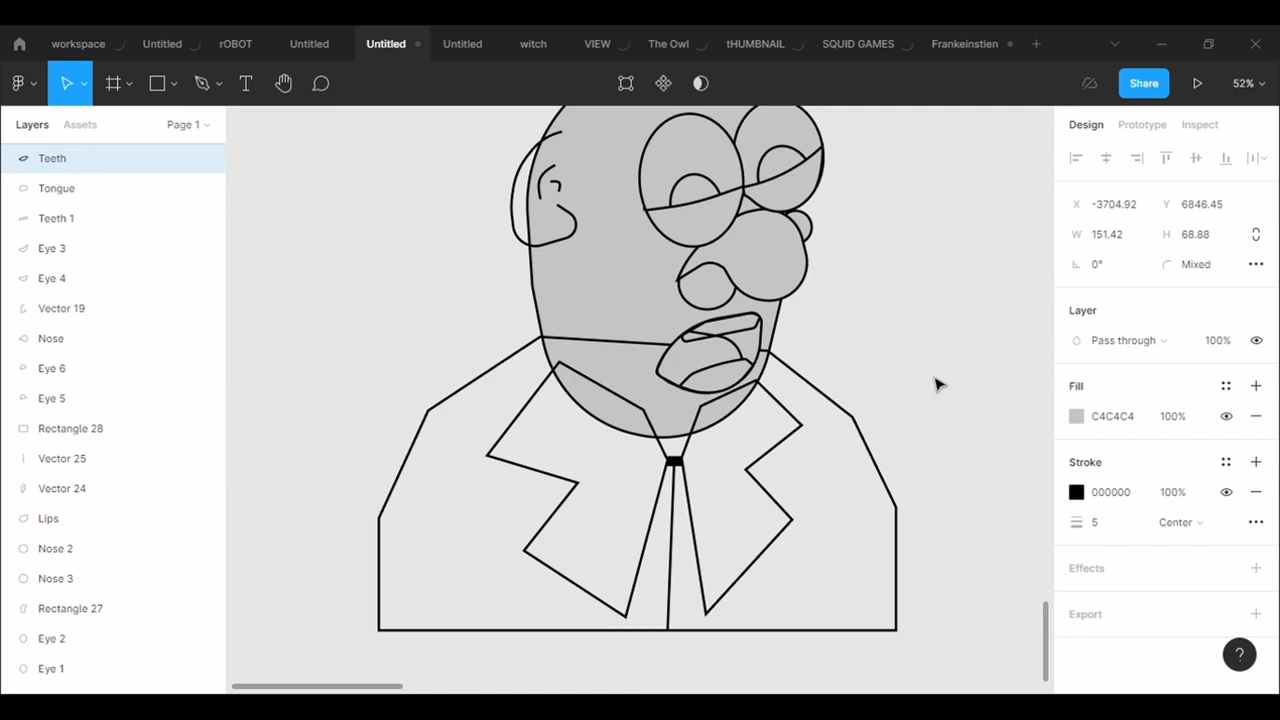 workspace Untitled rOBOT Untitled Untitled Untitled witch VIEW The Owl tHUMBNAIL SQUID GAMES Frankeinstien
T Share 52%
Layers Assets Page 1
Teeth
Tongue
Teeth 1
Eye 3
Eye 4
Vector 19
Nose
Eye 6
Eye 5
Rectangle 28
Vector 25
Vector 24
Lips
Nose 2
Nose 3
Rectangle 27
Eye 2
Eye 1
Design Prototype Inspect
X -3704.92 Y 6846.45
W 151.42 H 68.88
0° Mixed
Layer
Pass through 100%
Fill
C4C4C4 100%
Stroke
000000 100%
5 Center
Effects
Export
?